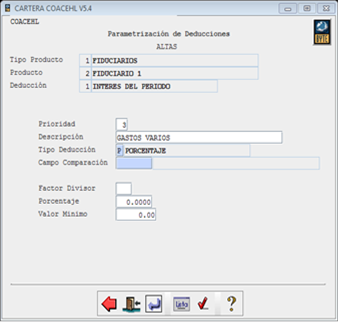 CARTERA COACEHL V5.4
COACEHL
Parametrización de Deducciones
ALTAS
Tipo Producto 1 FIDUCIARIOS
Producto 2 FIDUCIARIO 1
Deducción 1 INTERES DEL PERIODO
Prioridad 3
Descripción GASTOS VARIOS
Tipo Deducción P PORCENTAJE
Campo Comparación
Factor Divisor
Porcentaje 0.0000
Valor Minimo 0.00